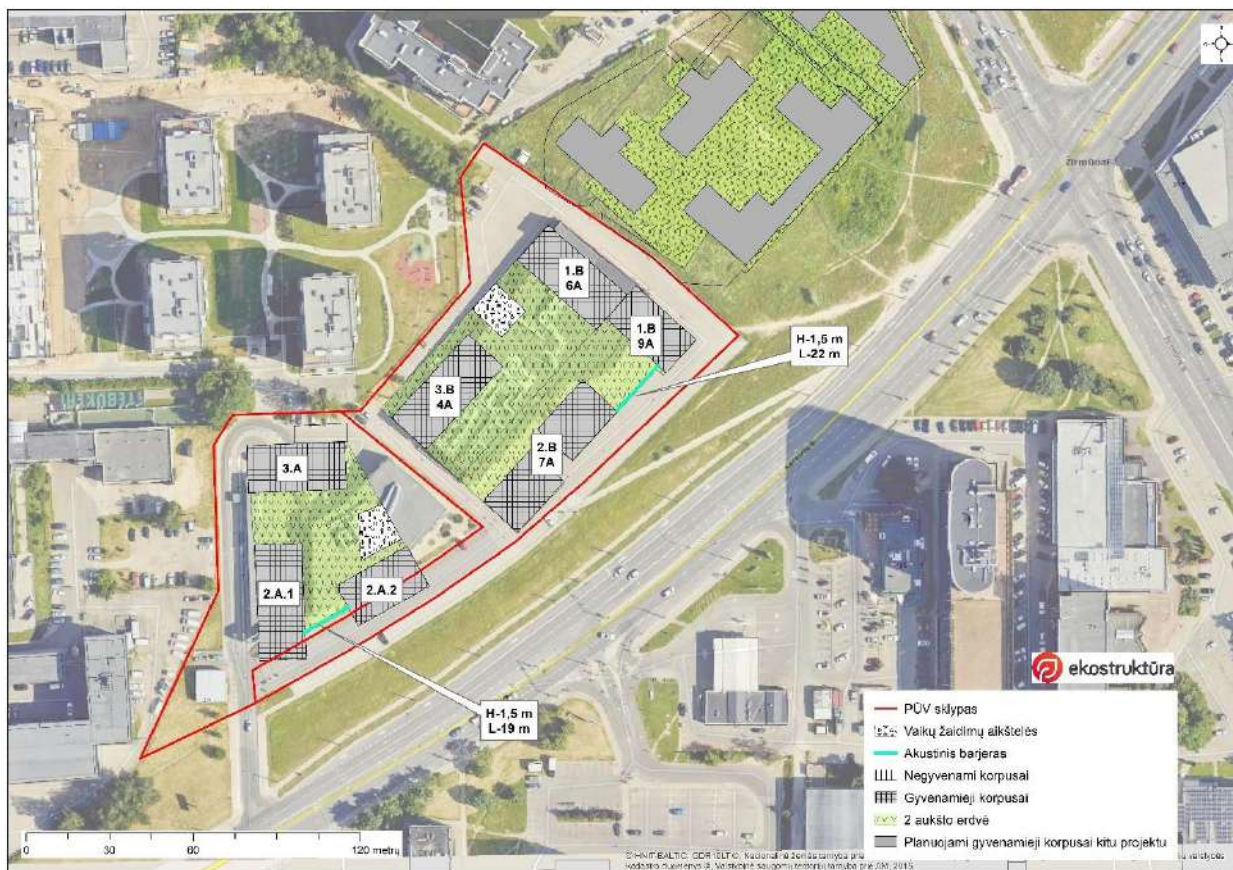 1.B
6A
1.B
9A
H-1,5 m
L-22 m
3.B
4A
2.B
7A
3.A
2.A.1
2.A.2
H-1,5 m
L-19 m
ekostruktūra
PŪV sklypas
Vaikų žaidimų aikštelės
Akustinis barjeras
Negyvenami korpusai
Gyvenamieji korpusai
2 aukšto erdvė
Planuojami gyvenamieji korpusai kitu projektu
0 30 60 120 metrų